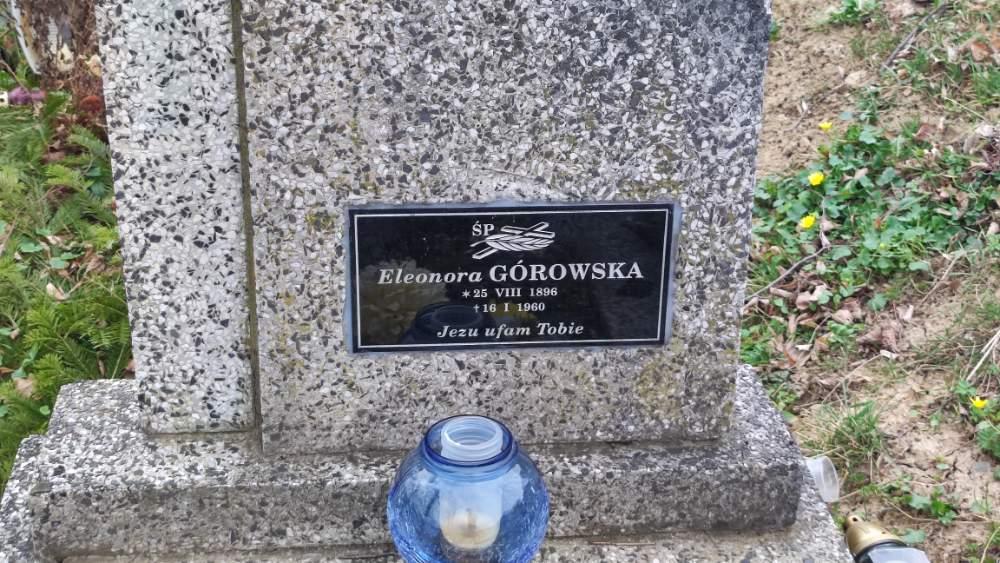 ŚP
Eleonora GÓROWSKA
*25 VIII 1896
†16 I 1960
Jezu ufam Tobie